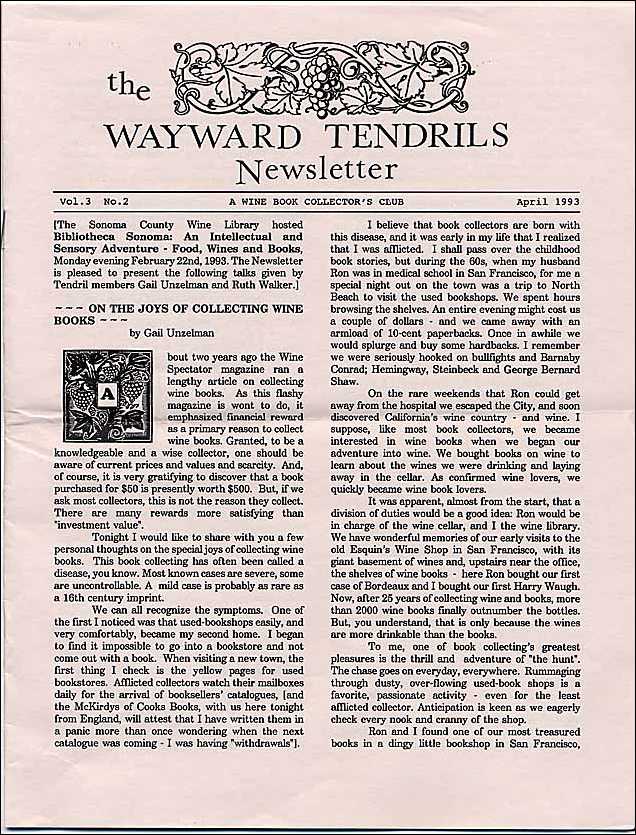 the
WAYWARD TENDRILS
Newsletter
Vol.3 No.2 A WINE BOOK COLLECTOR'S CLUB April 1993
[The Sonoma County Wine Library hosted
Bibliotheca Sonoma: An Intellectual and
Sensory Adventure - Food, Wines and Books,
Monday evening February 22nd, 1993. The Newsletter
is pleased to present the following talks given by
Tendril members Gail Unzelman and Ruth Walker.]
~ ~ ~ ON THE JOYS OF COLLECTING WINE
BOOKS ~ ~ ~
by Gail Unzelman
A
bout two years ago the Wine
Spectator magazine ran a
lengthy article on collecting
wine books. As this flashy
magazine is wont to do, it
emphasized financial reward
as a primary reason to collect
wine books. Granted, to be a
knowledgeable and a wise collector, one should be
aware of current prices and values and scarcity. And,
of course, it is very gratifying to discover that a book
purchased for $50 is presently worth $500. But, if we
ask most collectors, this is not the reason they collect.
There are many rewards more satisfying than
"investment value".
Tonight I would like to share with you a few
personal thoughts on the special joys of collecting wine
books. This book collecting has often been called a
disease, you know. Most known cases are severe, some
are uncontrollable. A mild case is probably as rare as
a 16th century imprint.
We can all recognize the symptoms. One of
the first I noticed was that used-bookshops easily, and
very comfortably, became my second home. I began
to find it impossible to go into a bookstore and not
come out with a book. When visiting a new town, the
first thing I check is the yellow pages for used
bookstores. Afflicted collectors watch their mailboxes
daily for the arrival of booksellers' catalogues, [and
the McKirdys of Cooks Books, with us here tonight
from England, will attest that I have written them in
a panic more than once wondering when the next
catalogue was coming - I was having "withdrawals"].
I believe that book collectors are born with
this disease, and it was early in my life that I realized
that I was afflicted. I shall pass over the childhood
book stories, but during the 60s, when my husband
Ron was in medical school in San Francisco, for me a
special night out on the town was a trip to North
Beach to visit the used bookshops. We spent hours
browsing the shelves. An entire evening might cost us
a couple of dollars - and we came away with an
armload of 10-cent paperbacks. Once in awhile we
would splurge and buy some hardbacks. I remember
we were seriously hooked on bullfights and Barnaby
Conrad; Hemingway, Steinbeck and George Bernard
Shaw.
On the rare weekends that Ron could get
away from the hospital we escaped the City, and soon
discovered California's wine country - and wine. I
suppose, like most book collectors, we became
interested in wine books when we began our
adventure into wine. We bought books on wine to
learn about the wines we were drinking and laying
away in the cellar. As confirmed wine lovers, we
quickly became wine book lovers.
It was apparent, almost from the start, that a
division of duties would be a good idea: Ron would be
in charge of the wine cellar, and I the wine library.
We have wonderful memories of our early visits to the
old Esquin's Wine Shop in San Francisco, with its
giant basement of wines and, upstairs near the office,
the shelves of wine books - here Ron bought our first
case of Bordeaux and I bought our first Harry Waugh.
Now, after 25 years of collecting wine and books, more
than 2000 wine books finally outnumber the bottles.
But, you understand, that is only because the wines
are more drinkable than the books.
To me, one of book collecting's greatest
pleasures is the thrill and adventure of "the hunt".
The chase goes on everyday, everywhere. Rummaging
through dusty, over-flowing used-book shops is a
favorite, passionate activity - even for the least
afflicted collector. Anticipation is keen as we eagerly
check every nook and cranny of the shop.
Ron and I found one of our most treasured
books in a dingy little bookshop in San Francisco,